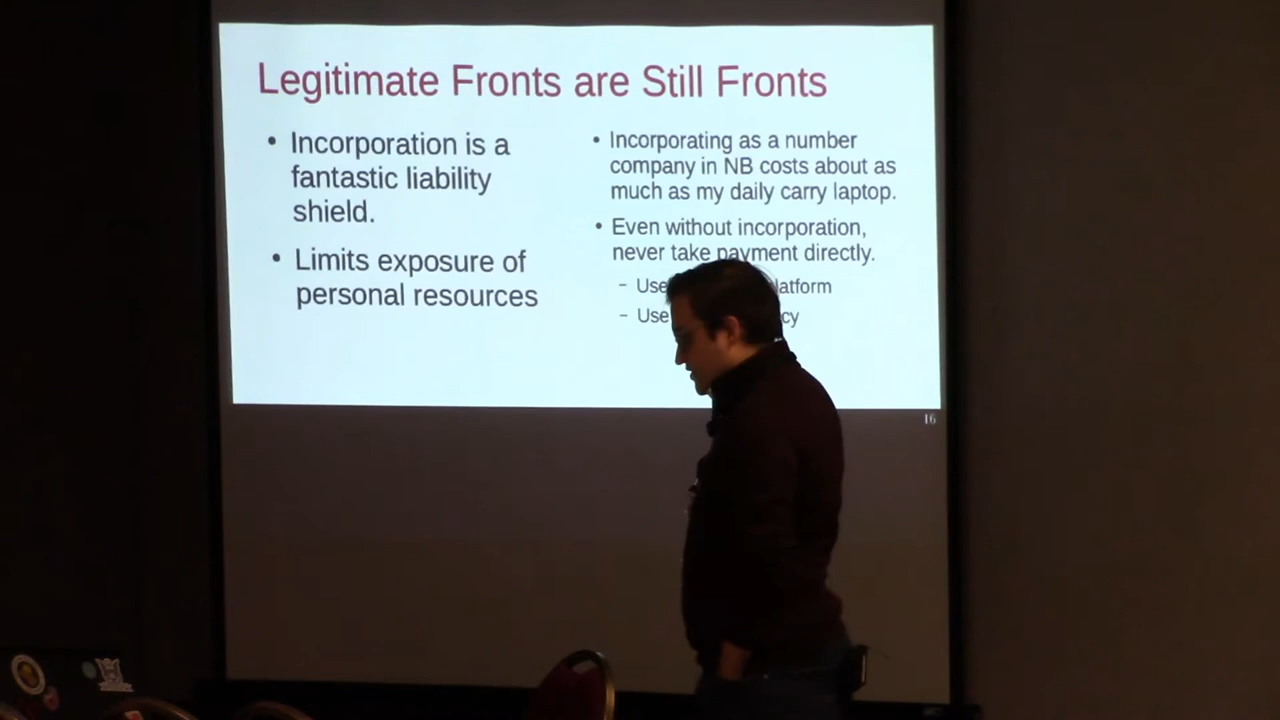 Legitimate Fronts are Still Fronts
• Incorporation is a
fantastic liability
shield.
• Limits exposure of
personal resources
• Incorporating as a number
company in NB costs about as
much as my daily carry laptop.
• Even without incorporation,
never take payment directly.
– Use
– Use
16